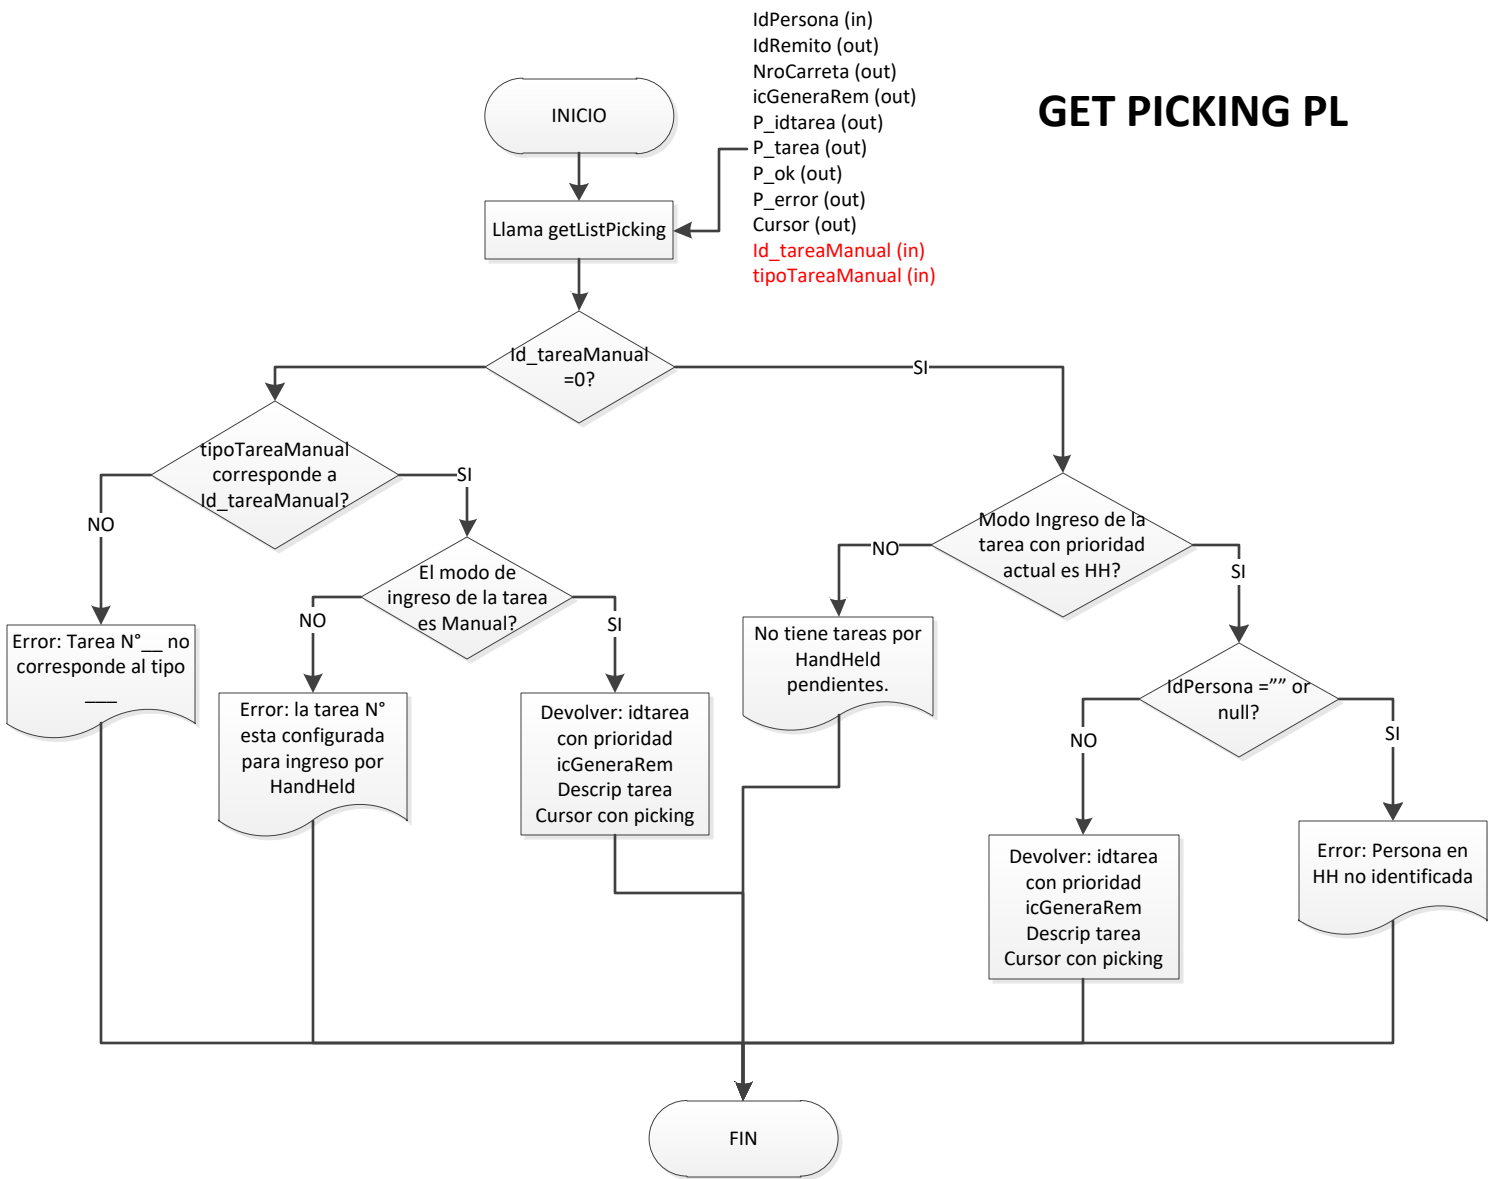 IdPersona (in)
IdRemito (out)
NroCarreta (out)
icGeneraRem (out)
P_idtarea (out)
P_tarea (out)
P_ok (out)
P_error (out)
Cursor (out)
Id_tareaManual (in)
tipoTareaManual (in)
GET PICKING PL
INICIO
Llama getListPicking
Id_tareaManual
=0?
SI
tipoTareaManual
corresponde a
Id_tareaManual?
SI
NO
Modo Ingreso de la
tarea con prioridad
actual es HH?
NO
SI
El modo de
ingreso de la tarea
es Manual?
NO
SI
Error: Tarea N°__ no
corresponde al tipo
___
No tiene tareas por
HandHeld
pendientes.
IdPersona =”” or
null?
NO
SI
Error: la tarea N°
esta configurada
para ingreso por
HandHeld
Devolver: idtarea
con prioridad
icGeneraRem
Descrip tarea
Cursor con picking
Devolver: idtarea
con prioridad
icGeneraRem
Descrip tarea
Cursor con picking
Error: Persona en
HH no identificada
FIN